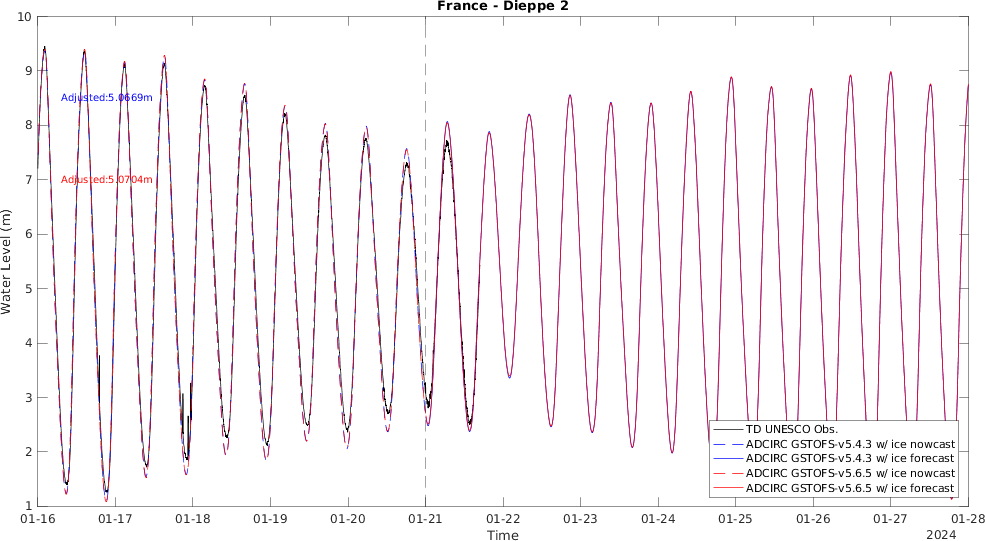 France - Dieppe 2
10
9
8
7
6
5
4
3
2
1
Water Level (m)
Adjusted:5.0669m
Adjusted:5.0704m
TD UNESCO Obs.
ADCIRC GSTOFS-v5.4.3 w/ ice nowcast
ADCIRC GSTOFS-v5.4.3 w/ ice forecast
ADCIRC GSTOFS-v5.6.5 w/ ice nowcast
ADCIRC GSTOFS-v5.6.5 w/ ice forecast
01-16 01-17 01-18 01-19 01-20 01-21 01-22 01-23 01-24 01-25 01-26 01-27 01-28
Time
2024